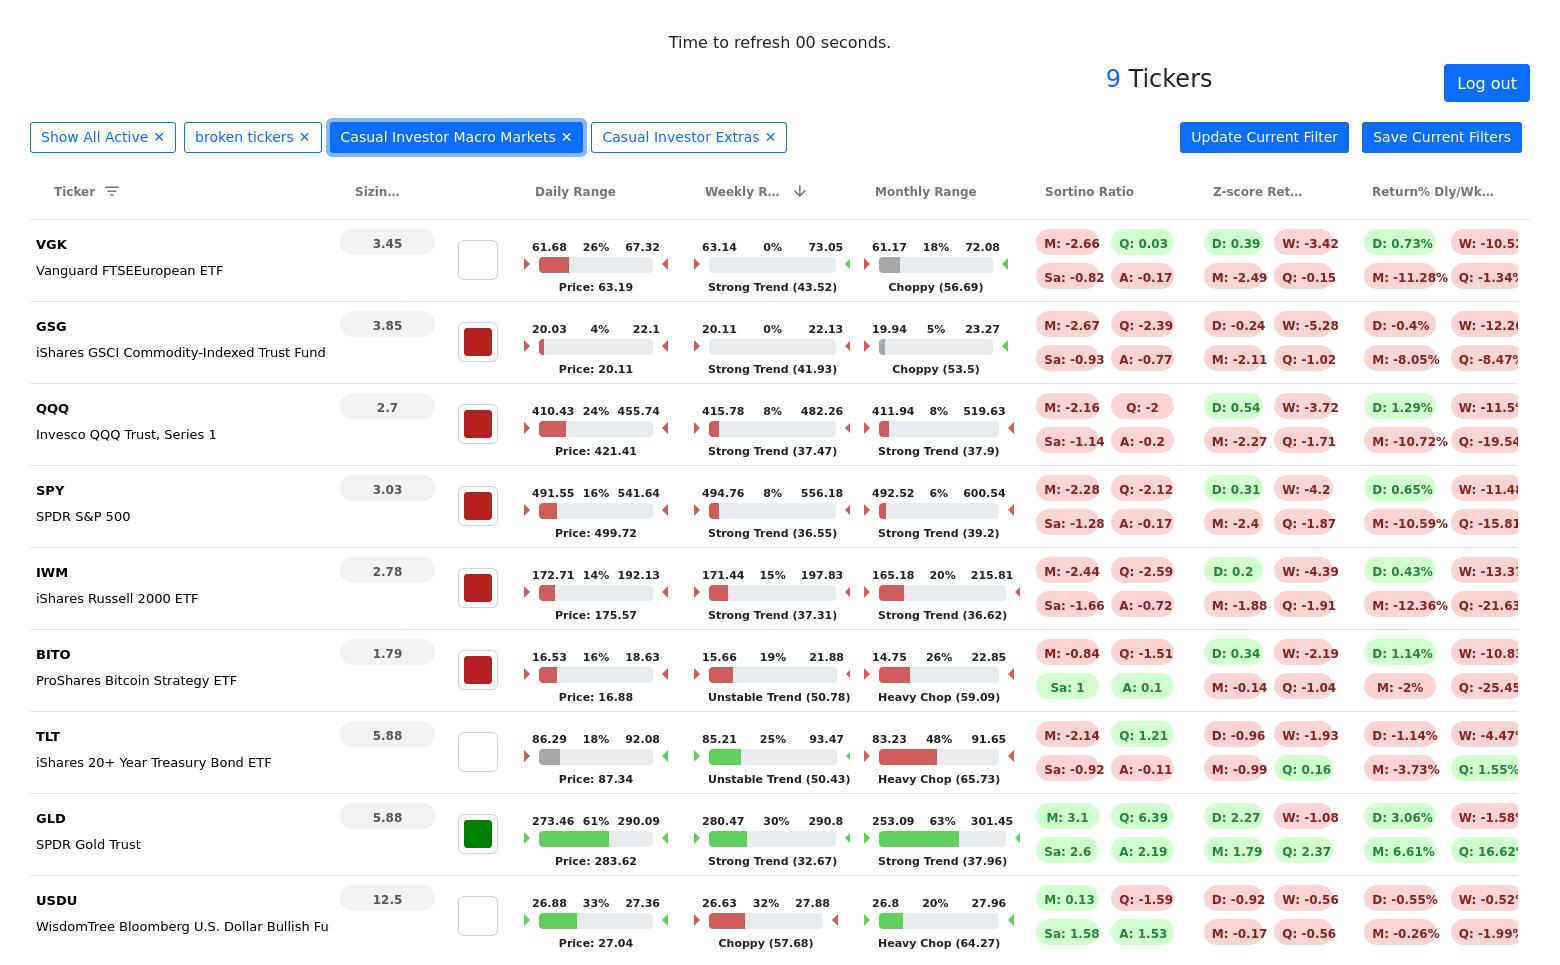 Time to refresh 00 seconds.
9 Tickers
Log out
Show All Active ✕ broken tickers ✕ Casual Investor Macro Markets ✕ Casual Investor Extras ✕ Update Current Filter Save Current Filters
Ticker Sizin… Daily Range Weekly R… Monthly Range Sortino Ratio Z-score Ret… Return% Dly/Wk…
VGK 3.45 61.68 26% 67.32 63.14 0% 73.05 61.17 18% 72.08 M: -2.66 Q: 0.03 D: 0.39 W: -3.42 D: 0.73% W: -10.52
Vanguard FTSEEuropean ETF Sa: -0.82 A: -0.17 M: -2.49 Q: -0.15 M: -11.28% Q: -1.34%
Price: 63.19 Strong Trend (43.52) Choppy (56.69)
GSG 3.85 20.03 4% 22.1 20.11 0% 22.13 19.94 5% 23.27 M: -2.67 Q: -2.39 D: -0.24 W: -5.28 D: -0.4% W: -12.26
iShares GSCI Commodity-Indexed Trust Fund Sa: -0.93 A: -0.77 M: -2.11 Q: -1.02 M: -8.05% Q: -8.47%
Price: 20.11 Strong Trend (41.93) Choppy (53.5)
QQQ 2.7 410.43 24% 455.74 415.78 8% 482.26 411.94 8% 519.63 M: -2.16 Q: -2 D: 0.54 W: -3.72 D: 1.29% W: -11.5%
Invesco QQQ Trust, Series 1 Sa: -1.14 A: -0.2 M: -2.27 Q: -1.71 M: -10.72% Q: -19.54
Price: 421.41 Strong Trend (37.47) Strong Trend (37.9)
SPY 3.03 491.55 16% 541.64 494.76 8% 556.18 492.52 6% 600.54 M: -2.28 Q: -2.12 D: 0.31 W: -4.2 D: 0.65% W: -11.48
SPDR S&P 500 Sa: -1.28 A: -0.17 M: -2.4 Q: -1.87 M: -10.59% Q: -15.81
Price: 499.72 Strong Trend (36.55) Strong Trend (39.2)
IWM 2.78 172.71 14% 192.13 171.44 15% 197.83 165.18 20% 215.81 M: -2.44 Q: -2.59 D: 0.2 W: -4.39 D: 0.43% W: -13.37
iShares Russell 2000 ETF Sa: -1.66 A: -0.72 M: -1.88 Q: -1.91 M: -12.36% Q: -21.63
Price: 175.57 Strong Trend (37.31) Strong Trend (36.62)
BITO 1.79 16.53 16% 18.63 15.66 19% 21.88 14.75 26% 22.85 M: -0.84 Q: -1.51 D: 0.34 W: -2.19 D: 1.14% W: -10.83
ProShares Bitcoin Strategy ETF Sa: 1 A: 0.1 M: -0.14 Q: -1.04 M: -2% Q: -25.45
Price: 16.88 Unstable Trend (50.78) Heavy Chop (59.09)
TLT 5.88 86.29 18% 92.08 85.21 25% 93.47 83.23 48% 91.65 M: -2.14 Q: 1.21 D: -0.96 W: -1.93 D: -1.14% W: -4.47%
iShares 20+ Year Treasury Bond ETF Sa: -0.92 A: -0.11 M: -0.99 Q: 0.16 M: -3.73% Q: 1.55%
Price: 87.34 Unstable Trend (50.43) Heavy Chop (65.73)
GLD 5.88 273.46 61% 290.09 280.47 30% 290.8 253.09 63% 301.45 M: 3.1 Q: 6.39 D: 2.27 W: -1.08 D: 3.06% W: -1.58%
SPDR Gold Trust Sa: 2.6 A: 2.19 M: 1.79 Q: 2.37 M: 6.61% Q: 16.62%
Price: 283.62 Strong Trend (32.67) Strong Trend (37.96)
USDU 12.5 26.88 33% 27.36 26.63 32% 27.88 26.8 20% 27.96 M: 0.13 Q: -1.59 D: -0.92 W: -0.56 D: -0.55% W: -0.52%
WisdomTree Bloomberg U.S. Dollar Bullish Fu Sa: 1.58 A: 1.53 M: -0.17 Q: -0.56 M: -0.26% Q: -1.99%
Price: 27.04 Choppy (57.68) Heavy Chop (64.27)